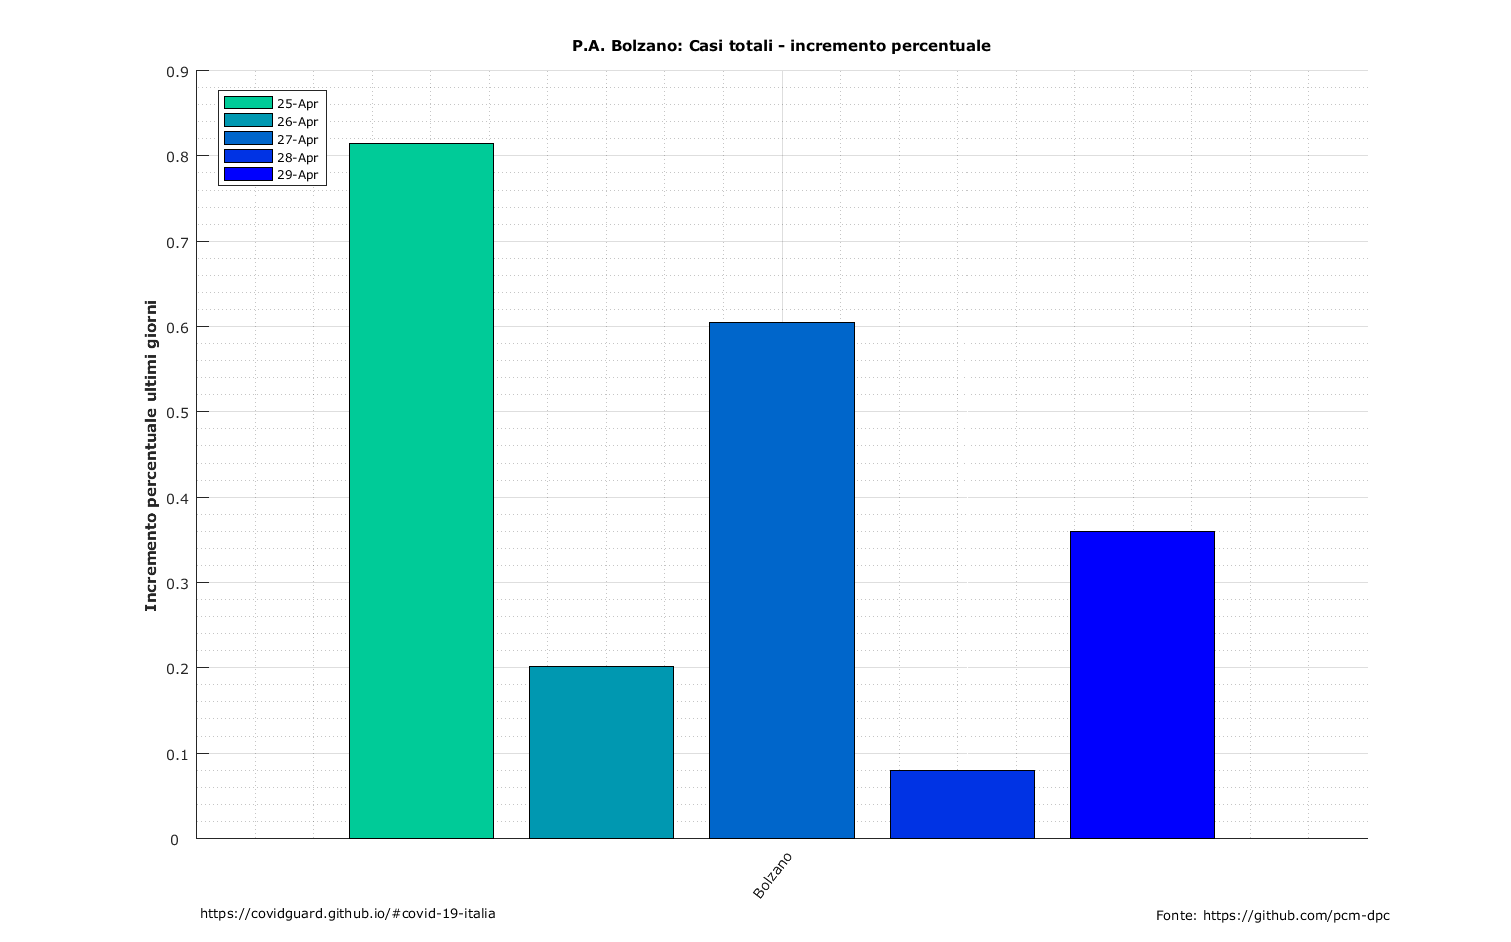 P.A. Bolzano: Casi totali - incremento percentuale
Incremento percentuale ultimi giorni
0.9
0.8
0.7
0.6
0.5
0.4
0.3
0.2
0.1
0
25-Apr
26-Apr
27-Apr
28-Apr
29-Apr
Bolzano
https://covidguard.github.io/#covid-19-italia
Fonte: https://github.com/pcm-dpc